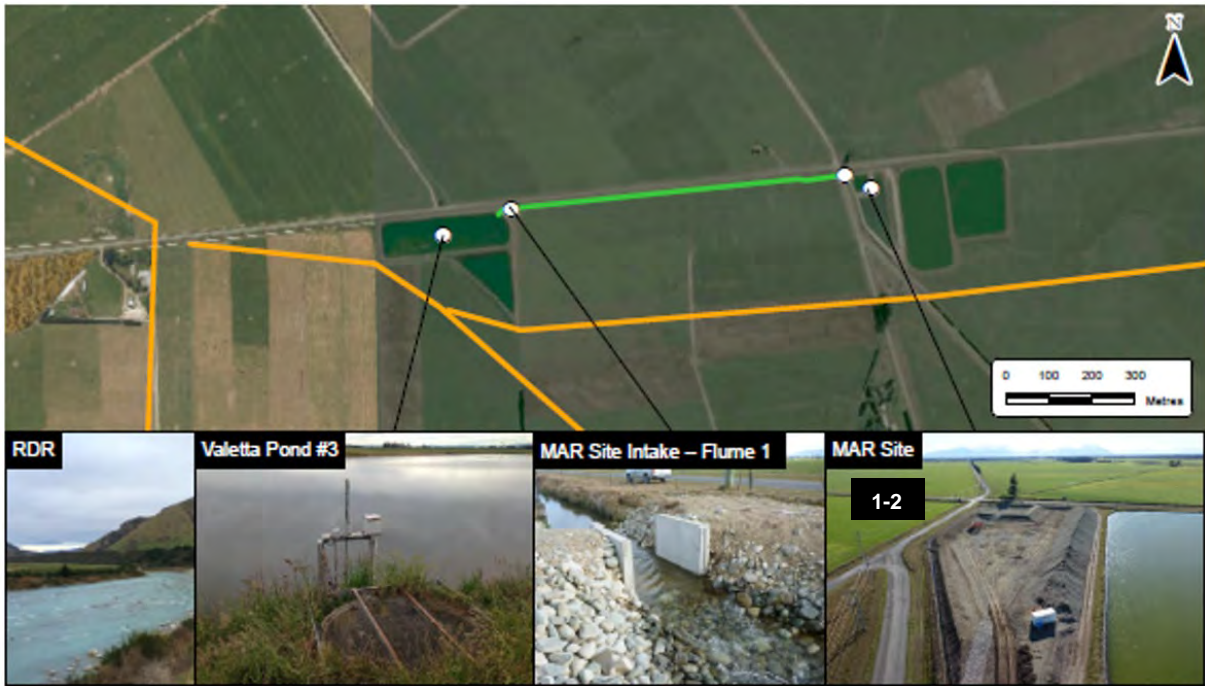 N
0 100 200 300
Metres
RDR
Valetta Pond #3
MAR Site Intake – Flume 1
MAR Site
1-2